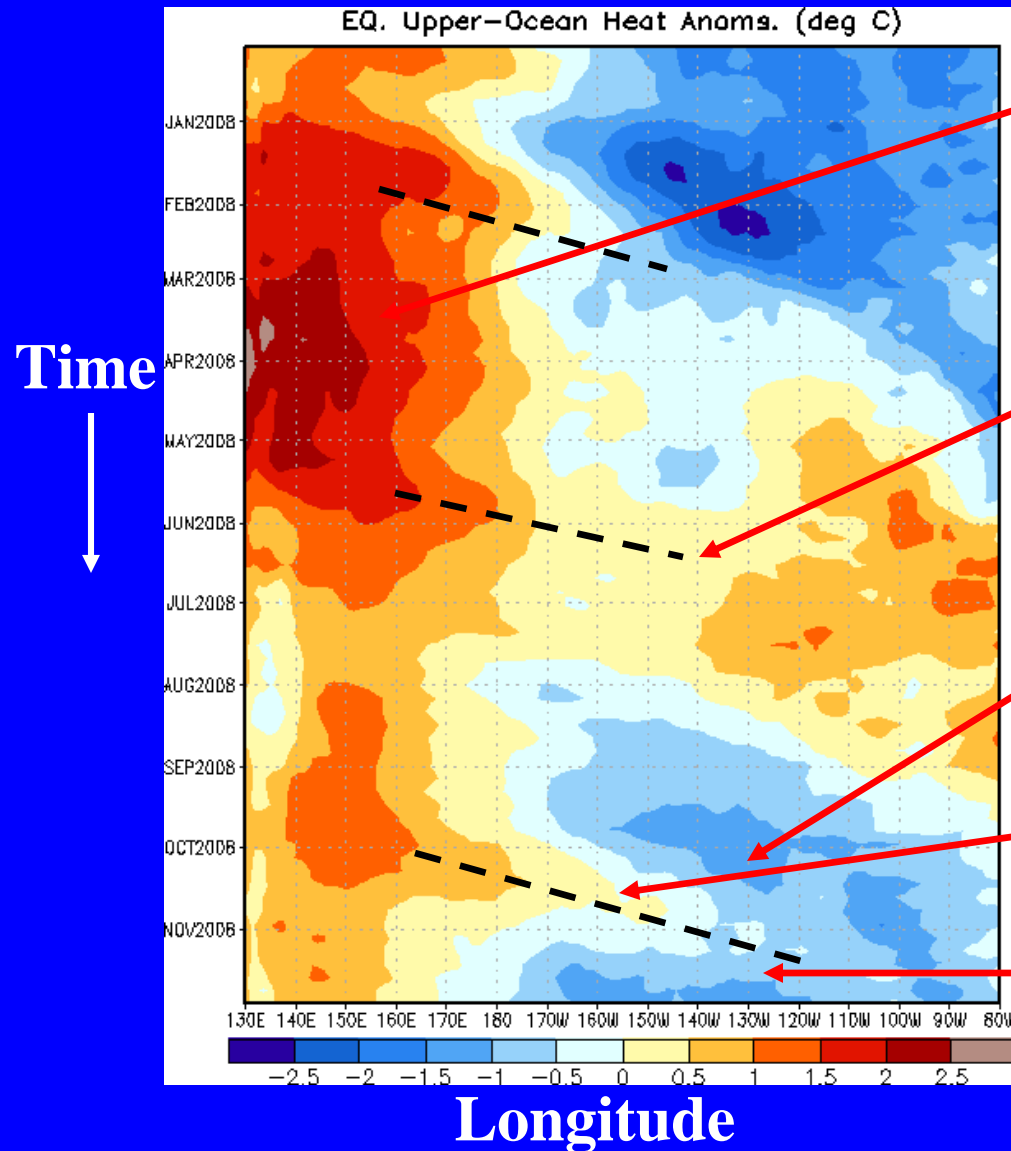 EQ. Upper-Ocean Heat Anoms. (deg C)
JAN2008
FEB2008
MAR2008
Time
APR2008
MAY2008
JUN2008
JUL2008
AUG2008
SEP2008
OCT2008
NOV2008
130E 140E 150E 160E 170E 180 170W 160W 150W 140W 130W 120W 110W 100W 90W 80W
-2.5 -2 -1.5 -1 -0.5 0 0.5 1 1.5 2 2.5
Longitude